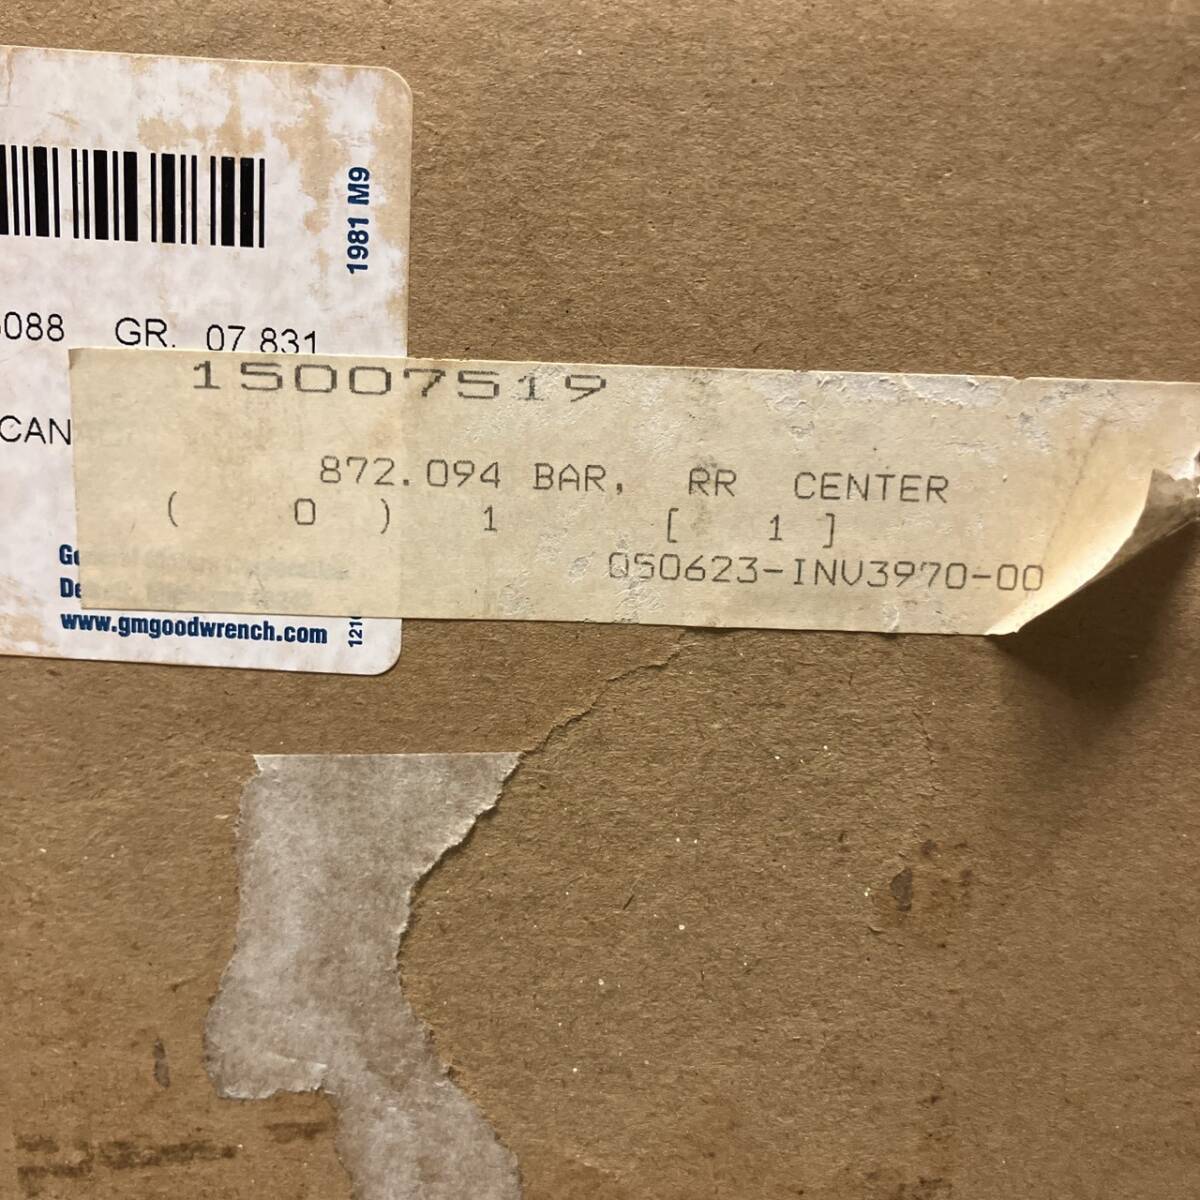 1981 M9
088 GR. 07 831
15007519
CAN
872.094 BAR, RR CENTER
( 0 ) 1 [ 1 ]
050623-INV3970-00
www.gmgoodwrench.com